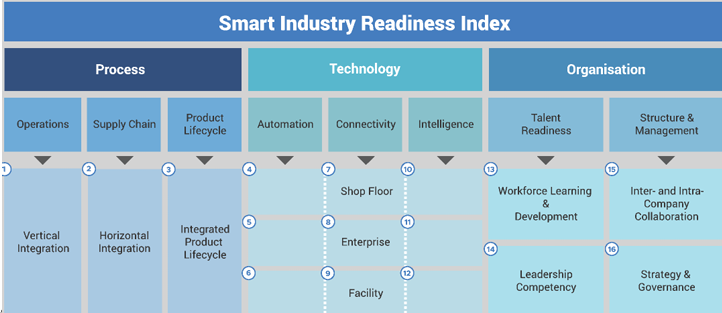 Smart Industry Readiness Index
Process
Technology
Organisation
Operations
Supply Chain
Product
Lifecycle
Automation
Connectivity
Intelligence
Talent
Readiness
Structure &
Management
1
Vertical
Integration
2
Horizontal
Integration
3
Integrated
Product
Lifecycle
4
7
10
Shop Floor
5
8
11
Enterprise
6
9
12
Facility
13
Workforce Learning
&
Development
14
Leadership
Competency
15
Inter- and Intra-
Company
Collaboration
16
Strategy &
Governance